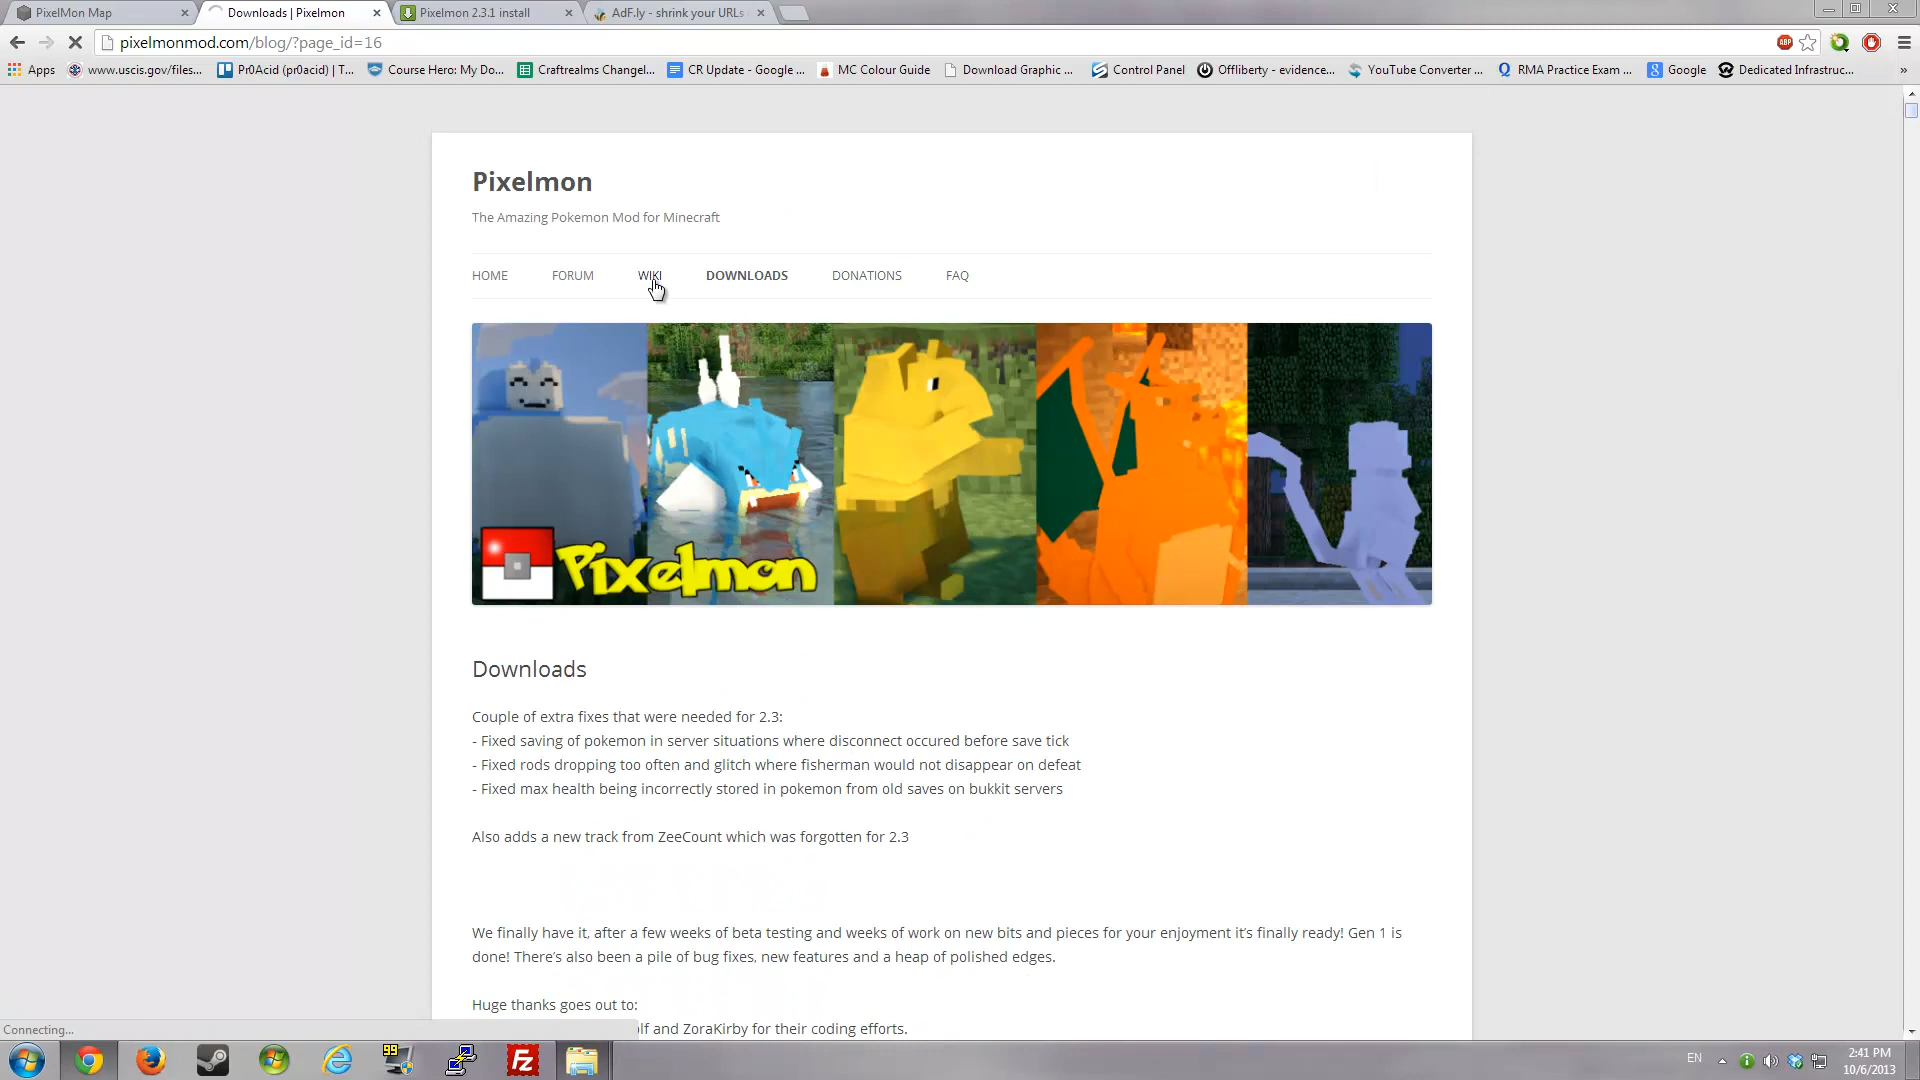 PixelMon Map
Downloads | Pixelmon
Pixelmon 2.3.1 install
AdF.ly - shrink your URLs
pixelmonmod.com/blog/?page_id=16
ABP
Apps
www.uscis.gov/files...
Pr0Acid (pr0acid) | T...
Course Hero: My Do...
Craftrealms Changel...
CR Update - Google ...
MC Colour Guide
Download Graphic ...
Control Panel
Offliberty - evidence...
YouTube Converter ...
RMA Practice Exam ...
Google
Dedicated Infrastruc...
»
Pixelmon
The Amazing Pokemon Mod for Minecraft
HOME FORUM WIKI DOWNLOADS DONATIONS FAQ
Pixelmon
Downloads
Couple of extra fixes that were needed for 2.3:
- Fixed saving of pokemon in server situations where disconnect occured before save tick
- Fixed rods dropping too often and glitch where fisherman would not disappear on defeat
- Fixed max health being incorrectly stored in pokemon from old saves on bukkit servers
Also adds a new track from ZeeCount which was forgotten for 2.3
We finally have it, after a few weeks of beta testing and weeks of work on new bits and pieces for your enjoyment it's finally ready! Gen 1 is
done! There's also been a pile of bug fixes, new features and a heap of polished edges.
Huge thanks goes out to:
lf and ZoraKirby for their coding efforts.
Connecting...
99
Fz
EN
2:41 PM
10/6/2013